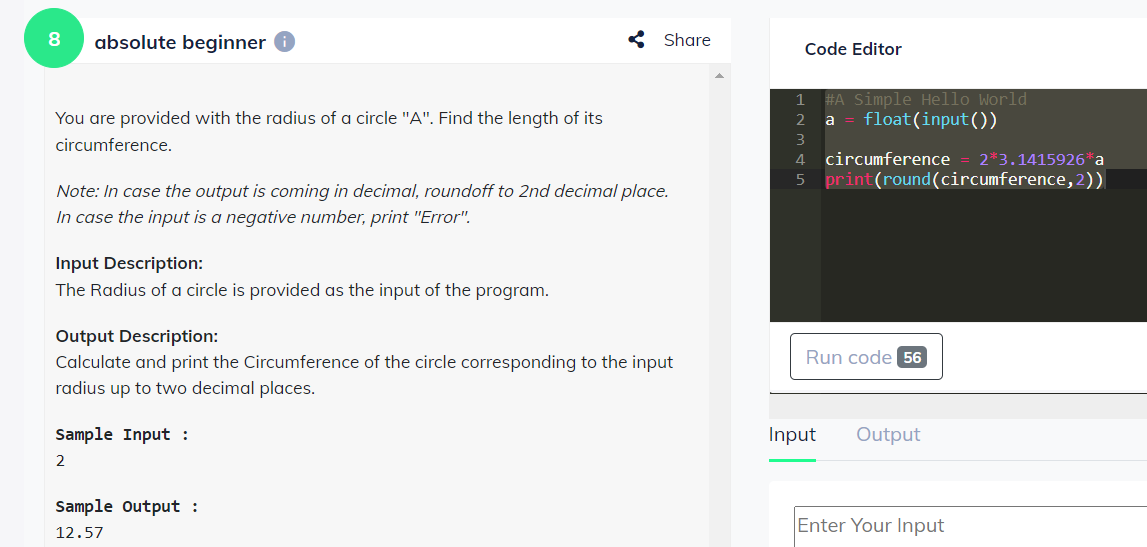 8
absolute beginner i
Share
You are provided with the radius of a circle "A". Find the length of its
circumference.
Note: In case the output is coming in decimal, roundoff to 2nd decimal place.
In case the input is a negative number, print "Error".
Input Description:
The Radius of a circle is provided as the input of the program.
Output Description:
Calculate and print the Circumference of the circle corresponding to the input
radius up to two decimal places.
Sample Input :
2
Sample Output :
12.57
Code Editor
1 #A Simple Hello World
2 a = float(input())
3
4 circumference = 2*3.1415926*a
5 print(round(circumference,2))
Run code 56
Input Output
Enter Your Input